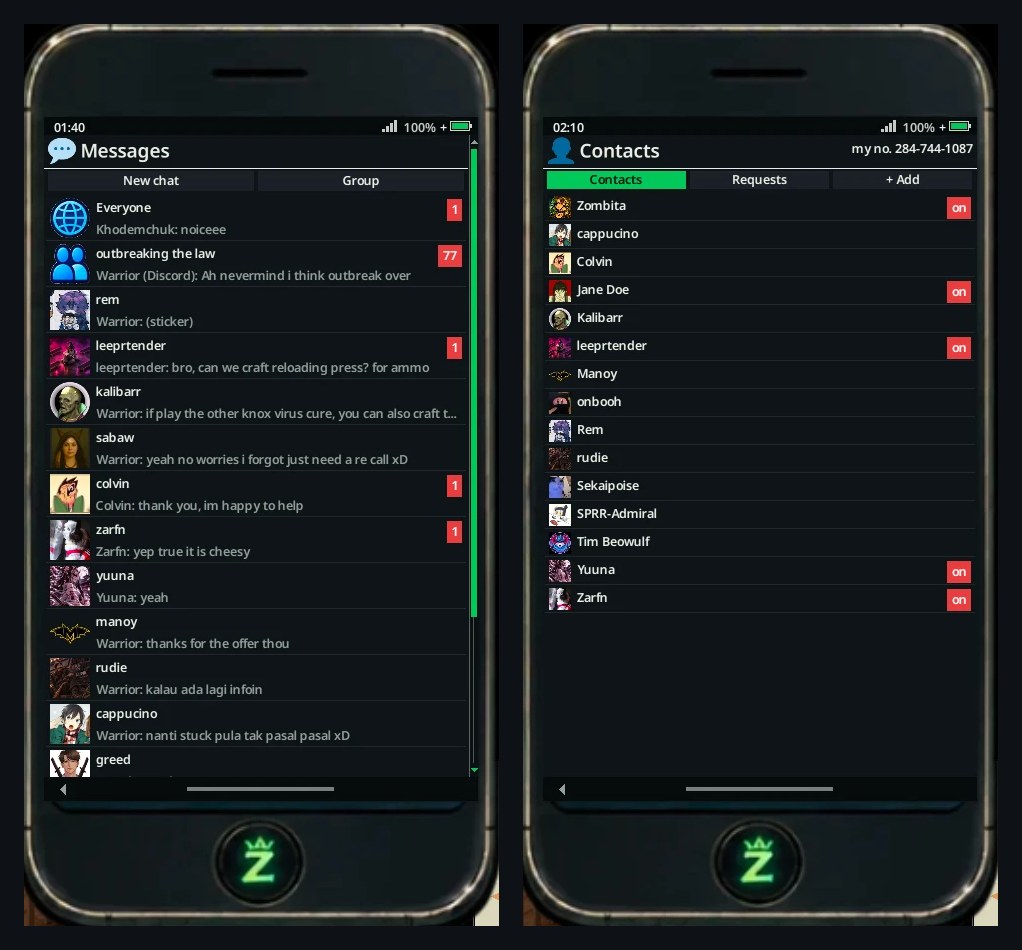 01:40
100% +
Messages
New chat
Group
Everyone
1
Khodemchuk: noiceee
outbreaking the law
77
Warrior (Discord): Ah nevermind i think outbreak over
rem
Warrior: (sticker)
leeprtender
1
leeprtender: bro, can we craft reloading press? for ammo
kalibarr
Warrior: if play the other knox virus cure, you can also craft t...
sabaw
Warrior: yeah no worries i forgot just need a re call xD
colvin
1
Colvin: thank you, im happy to help
zarfn
1
Zarfn: yep true it is cheesy
yuuna
Yuuna: yeah
manoy
Warrior: thanks for the offer thou
rudie
Warrior: kalau ada lagi infoin
cappucino
Warrior: nanti stuck pula tak pasal pasal xD
greed
Z
02:10
100% +
Contacts
my no. 284-744-1087
Contacts
Requests
+ Add
Zombita
on
cappucino
Colvin
Jane Doe
on
Kalibarr
leeprtender
on
Manoy
onbooh
Rem
rudie
Sekaipoise
SPRR-Admiral
Tim Beowulf
Yuuna
on
Zarfn
on
Z